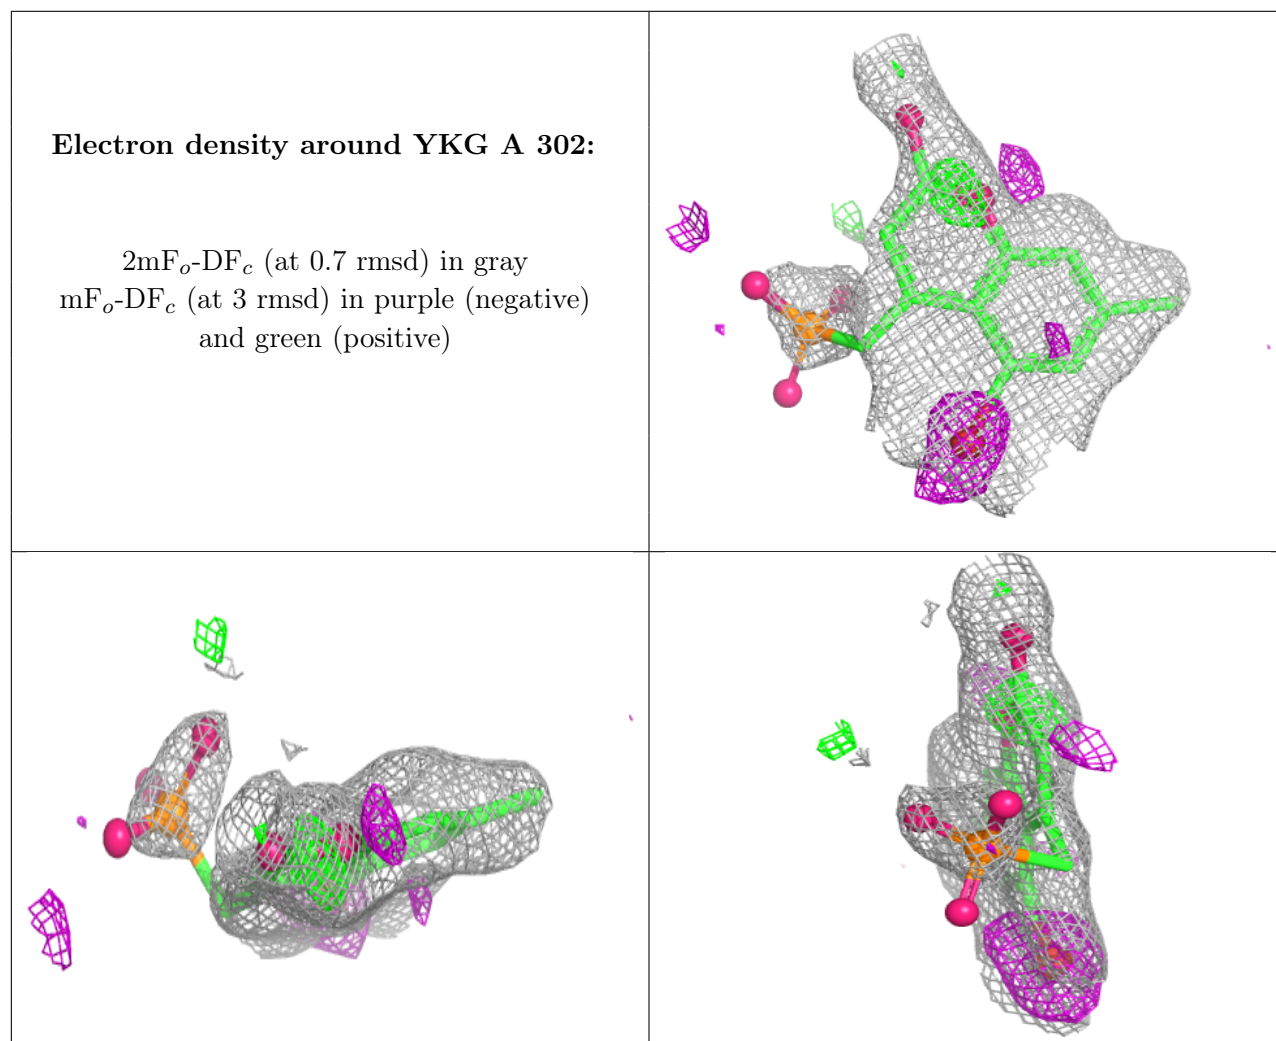 Electron density around YKG A 302:
2mFo-DFc (at 0.7 rmsd) in gray
mFo-DFc (at 3 rmsd) in purple (negative)
and green (positive)